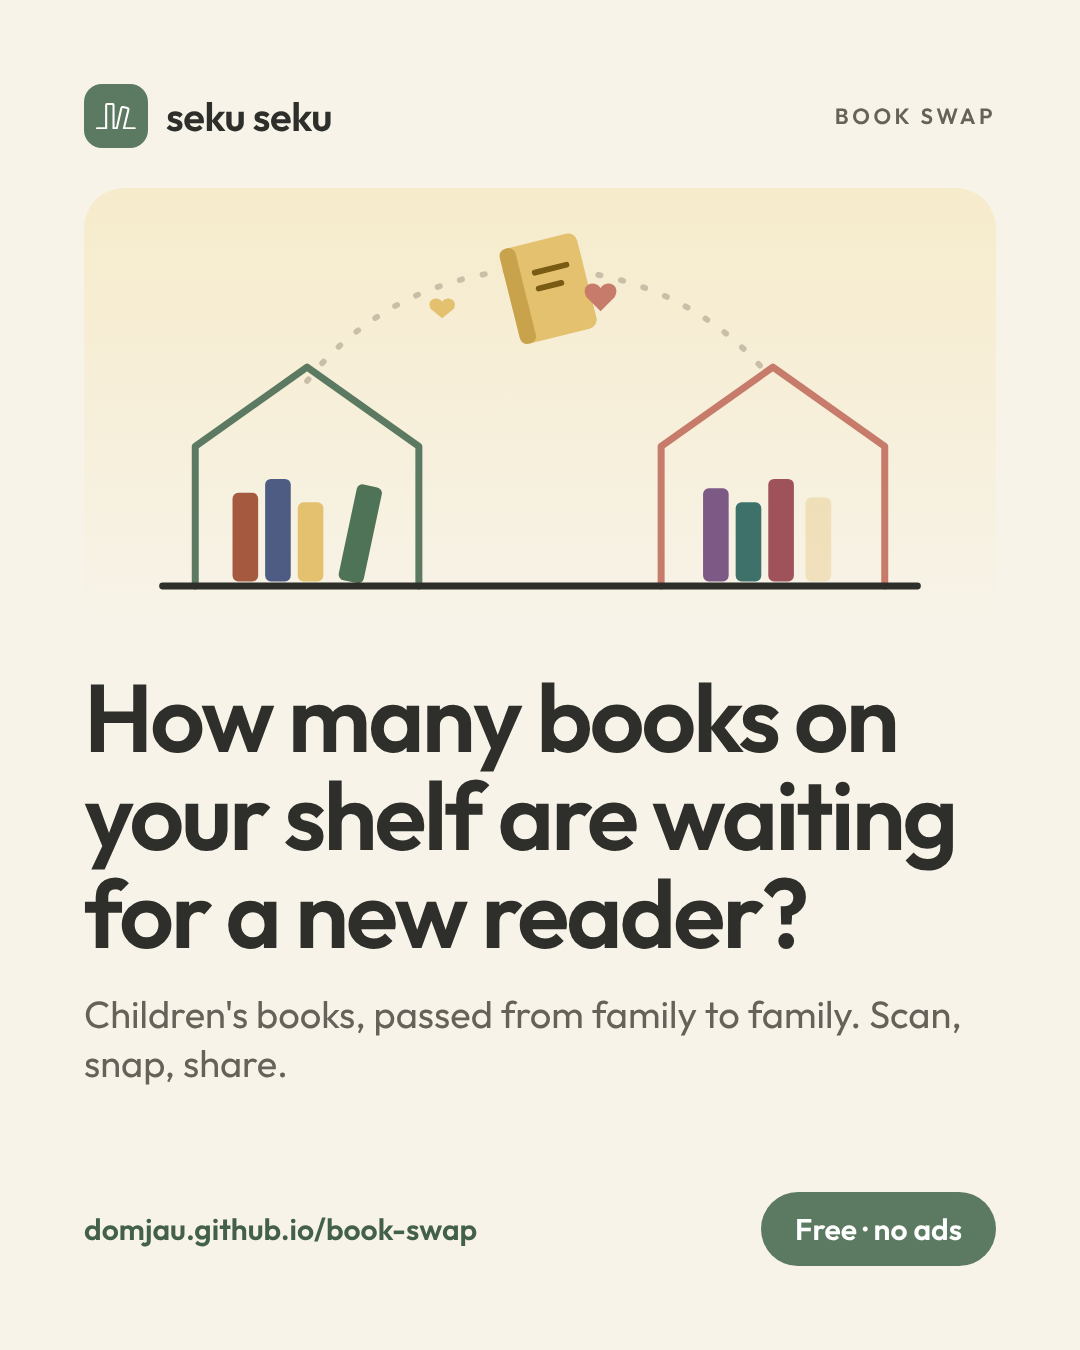 seku seku
BOOK SWAP
How many books on
your shelf are waiting
for a new reader?
Children's books, passed from family to family. Scan,
snap, share.
domjau.github.io/book-swap
Free · no ads